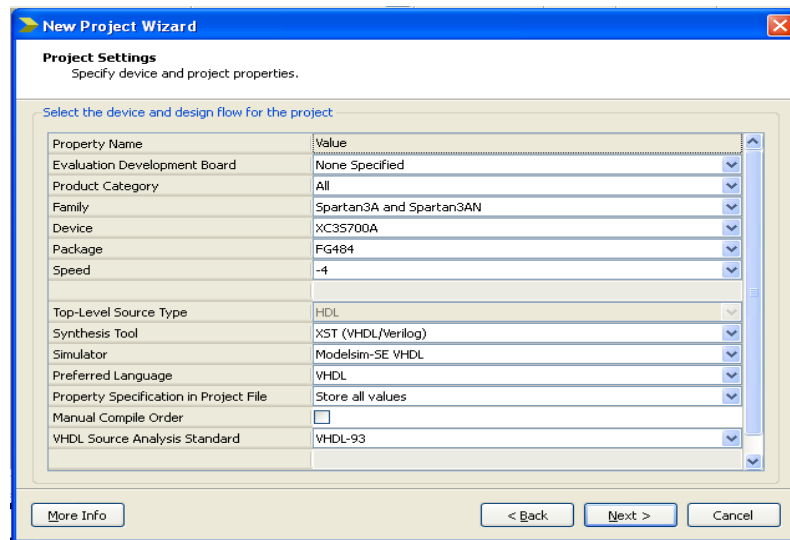 New Project Wizard
Project Settings
Specify device and project properties.
Select the device and design flow for the project
Property Name Value
Evaluation Development Board None Specified
Product Category All
Family Spartan3A and Spartan3AN
Device XC3S700A
Package FG484
Speed -4
Top-Level Source Type HDL
Synthesis Tool XST (VHDL/Verilog)
Simulator Modelsim-SE VHDL
Preferred Language VHDL
Property Specification in Project File Store all values
Manual Compile Order
VHDL Source Analysis Standard VHDL-93
More Info < Back Next > Cancel